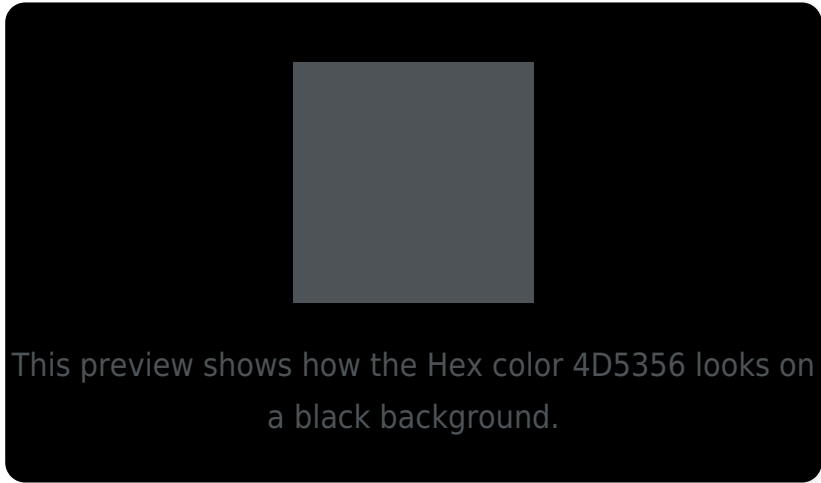 This preview shows how the Hex color 4D5356 looks on
a black background.